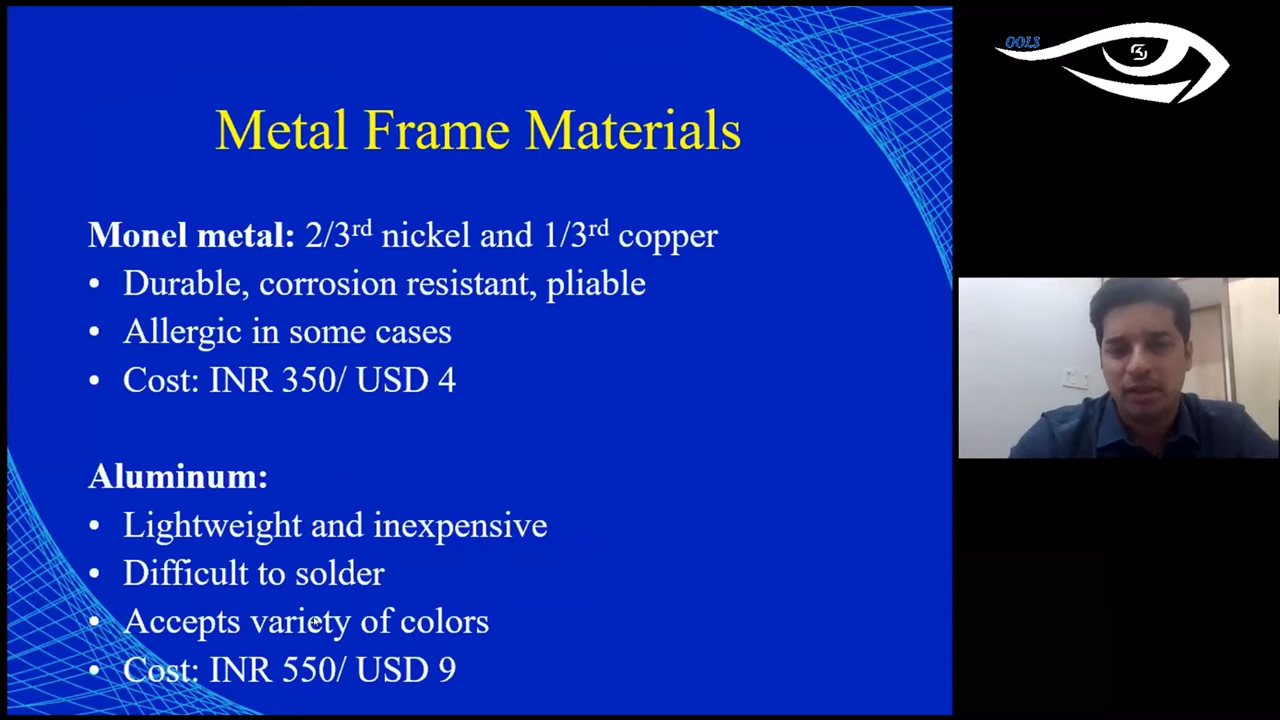 Metal Frame Materials
Monel metal: 2/3rd nickel and 1/3rd copper
• Durable, corrosion resistant, pliable
• Allergic in some cases
• Cost: INR 350/ USD 4
Aluminum:
• Lightweight and inexpensive
• Difficult to solder
• Accepts variety of colors
• Cost: INR 550/ USD 9
OOLS